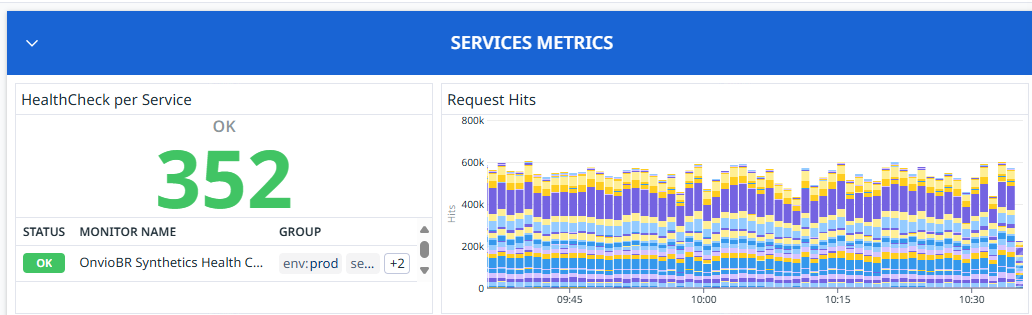 SERVICES METRICS
HealthCheck per Service
OK
352
STATUS MONITOR NAME GROUP
OK OnvioBR Synthetics Health C... env:prod se... +2
Request Hits
800k
600k
400k
200k
0
Hits
09:45 10:00 10:15 10:30